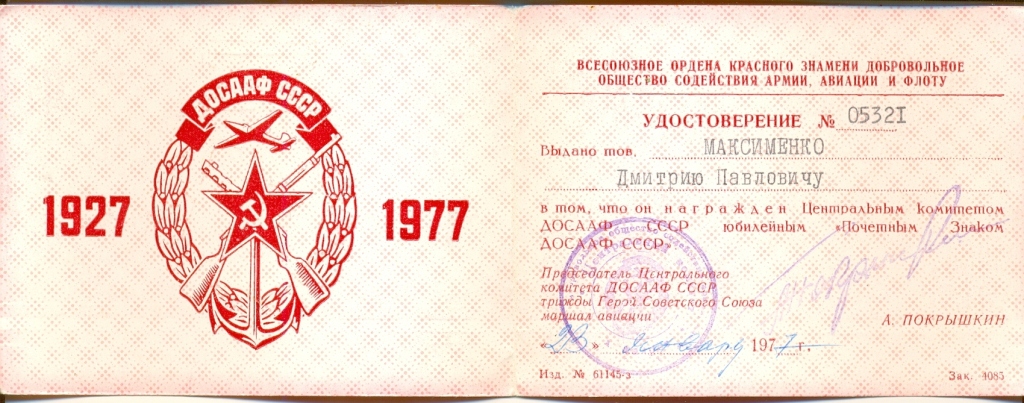 ДОСААФ СССР
1927
1977
ВСЕСОЮЗНОЕ ОРДЕНА КРАСНОГО ЗНАМЕНИ ДОБРОВОЛЬНОЕ
ОБЩЕСТВО СОДЕЙСТВИЯ АРМИИ, АВИАЦИИ И ФЛОТУ
УДОСТОВЕРЕНИЕ № 05321
Выдано тов. МАКСИМЕНКО
Дмитрию Павловичу
в том, что он награжден Центральным комитетом
ДОСААФ СССР юбилейным «Почетным Знаком
ДОСААФ СССР»
Председатель Центрального
комитета ДОСААФ СССР
трижды Герой Советского Союза
маршал авиации
А. ПОКРЫШКИН
«28» января 1977 г.
Изд. № 61145-з
Зак. 4085